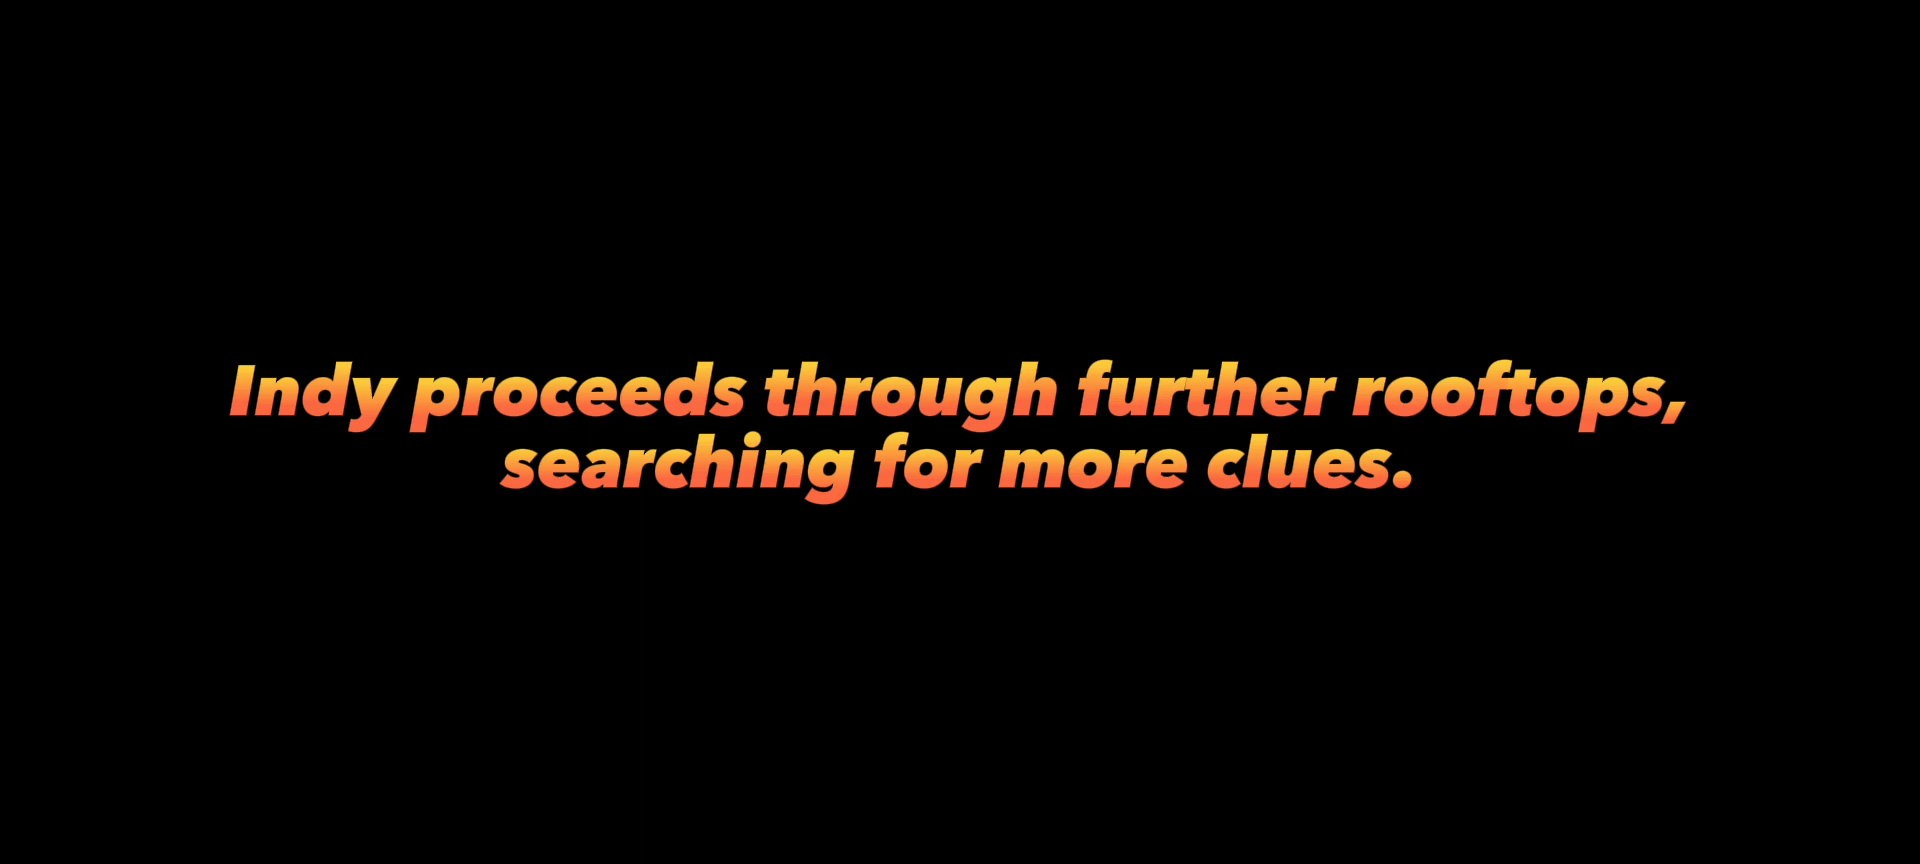 Indy proceeds through further rooftops,
searching for more clues.